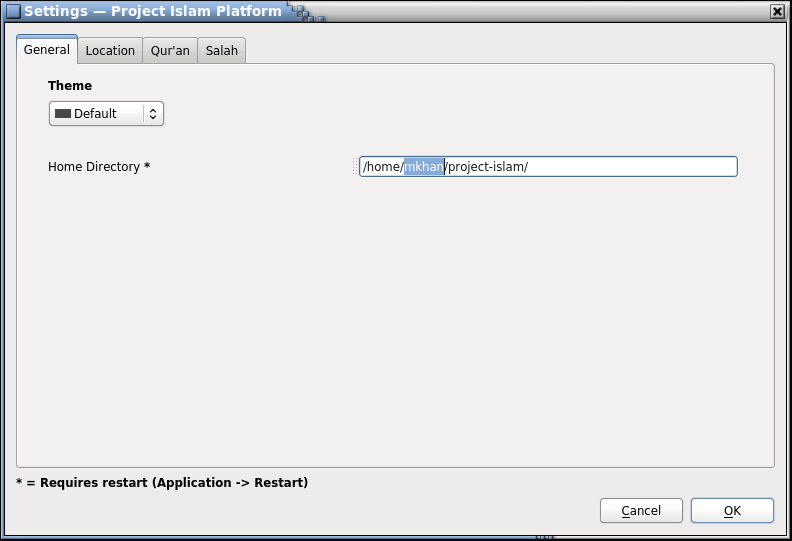 Settings — Project Islam Platform
General Location Qur'an Salah
Theme
Default
Home Directory * /home/mkhan/project-islam/
* = Requires restart (Application -> Restart)
Cancel OK